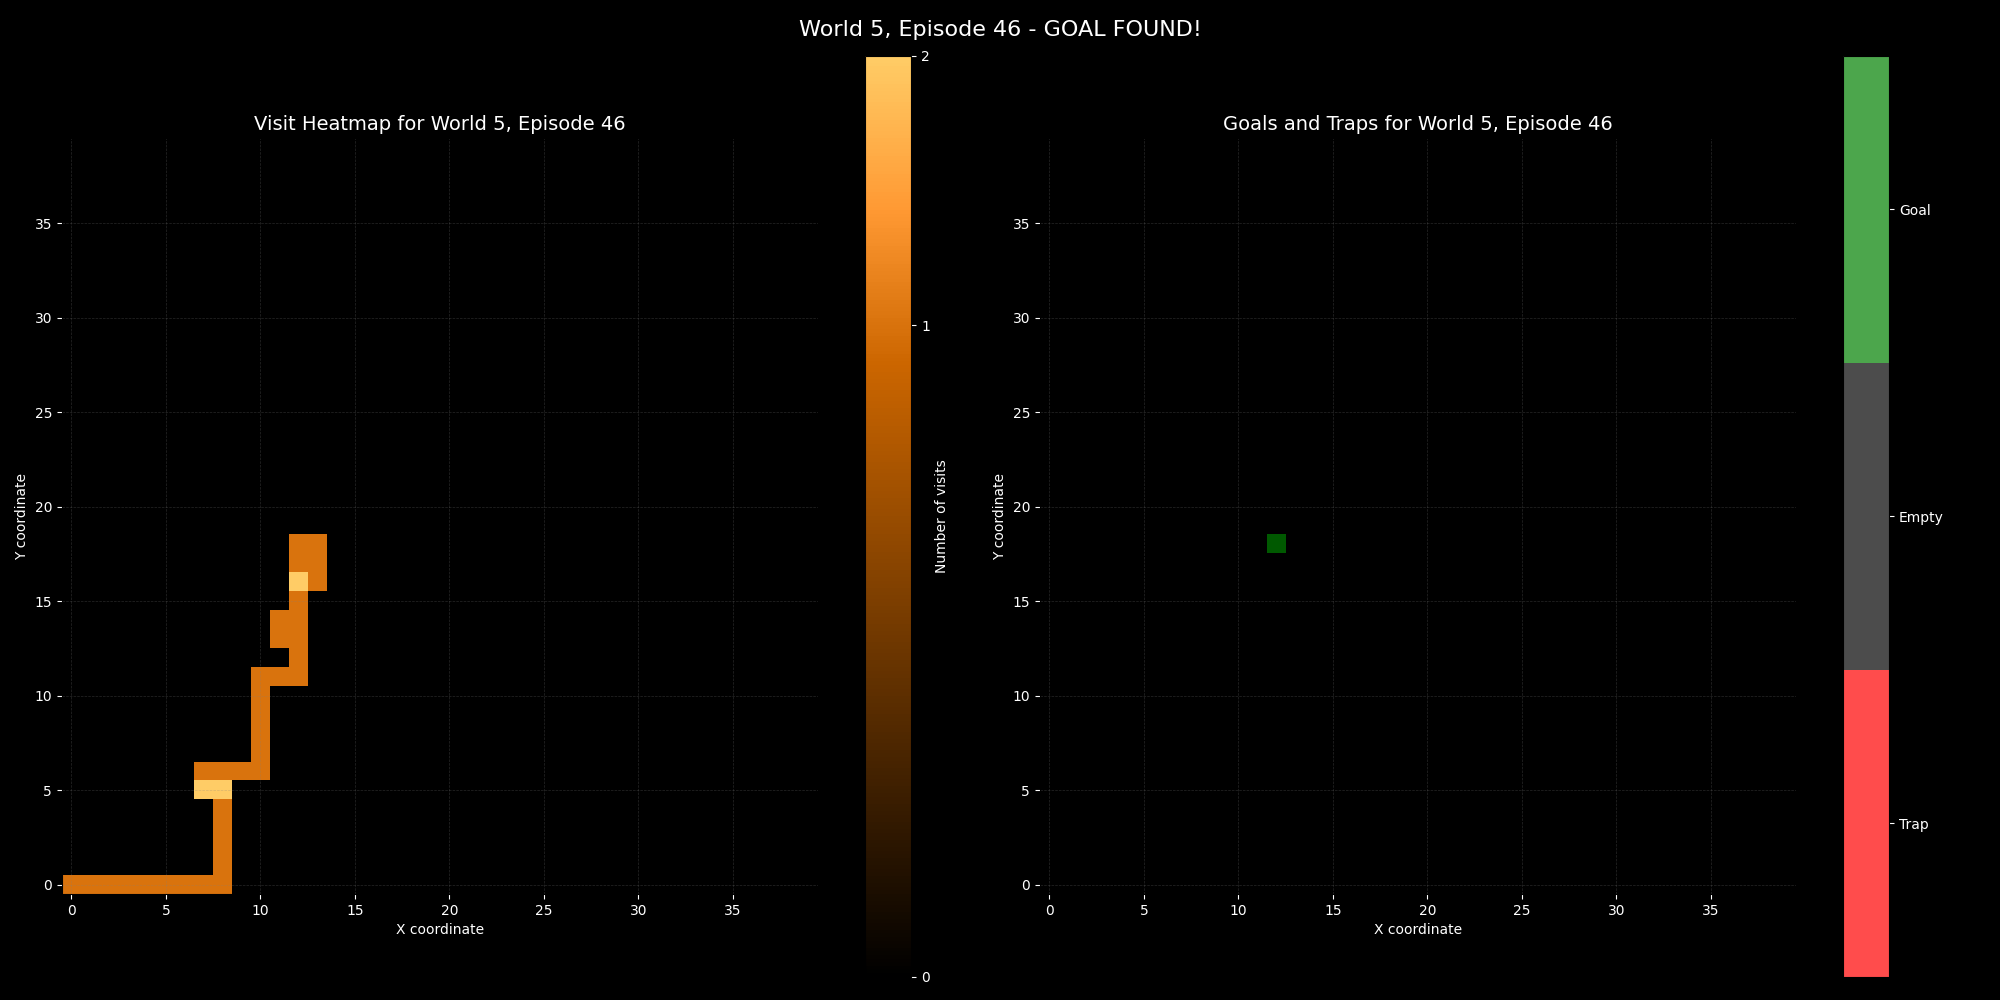 World 5, Episode 46 - GOAL FOUND!
Visit Heatmap for World 5, Episode 46
35
30
25
20
15
10
5
0
Y coordinate
0 5 10 15 20 25 30 35
X coordinate
2
1
0
Number of visits
Goals and Traps for World 5, Episode 46
35
30
25
20
15
10
5
0
Y coordinate
0 5 10 15 20 25 30 35
X coordinate
Goal
Empty
Trap